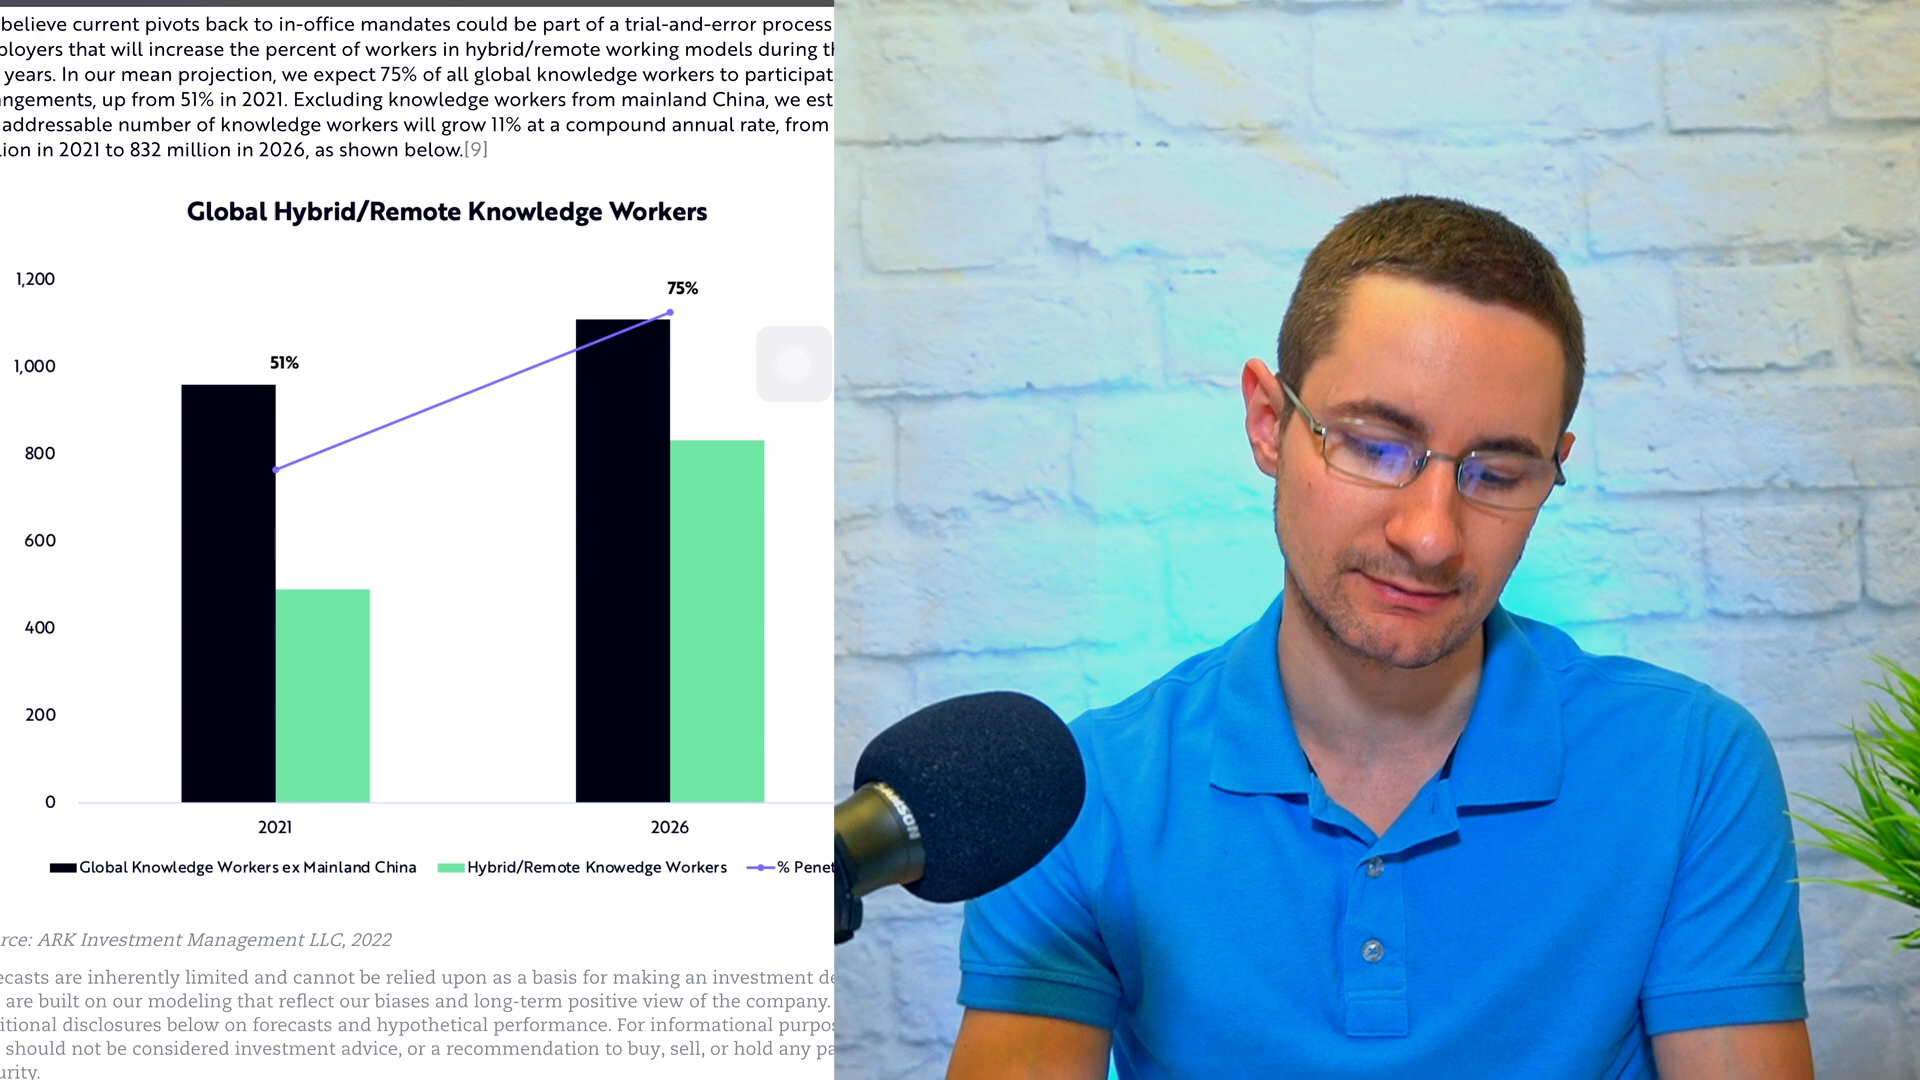 believe current pivots back to in-office mandates could be part of a trial-and-error process
ployers that will increase the percent of workers in hybrid/remote working models during th
years. In our mean projection, we expect 75% of all global knowledge workers to participat
ngements, up from 51% in 2021. Excluding knowledge workers from mainland China, we est
addressable number of knowledge workers will grow 11% at a compound annual rate, from
ion in 2021 to 832 million in 2026, as shown below.[9]
Global Hybrid/Remote Knowledge Workers
1,200
75%
1,000
51%
800
600
400
200
0
2021 2026
Global Knowledge Workers ex Mainland China Hybrid/Remote Knowedge Workers % Penet
rce: ARK Investment Management LLC, 2022
ecasts are inherently limited and cannot be relied upon as a basis for making an investment de
are built on our modeling that reflect our biases and long-term positive view of the company.
itional disclosures below on forecasts and hypothetical performance. For informational purpos
should not be considered investment advice, or a recommendation to buy, sell, or hold any pa
urity.
SAMSON